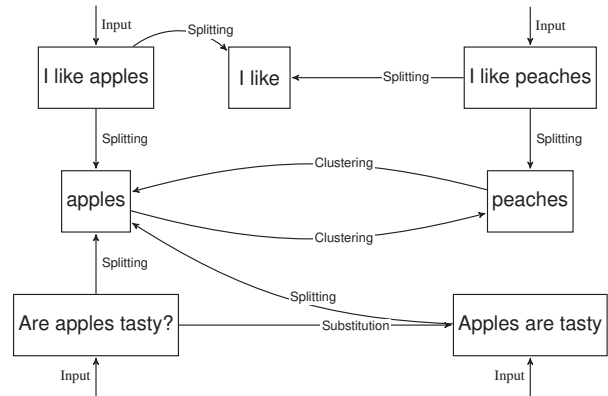 Input
Input
Splitting
I like apples
I like
Splitting
I like peaches
Splitting
Splitting
Clustering
apples
peaches
Clustering
Splitting
Splitting
Are apples tasty?
Substitution
Apples are tasty
Input
Input